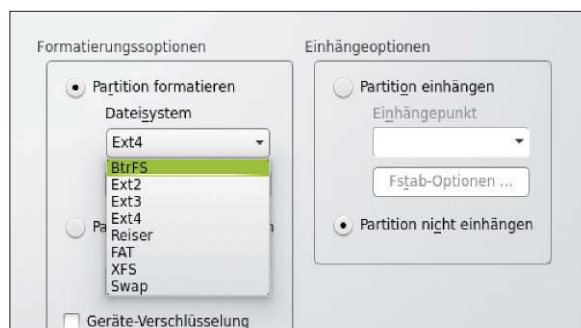 Formatierungssoptionen
Partition formatieren
Dateisystem
Ext4
BtrFS
Ext2
Ext3
Ext4
Reiser
FAT
XFS
Swap
Geräte-Verschlüsselung
Einhängeoptionen
Partition einhängen
Einhängepunkt
Fstab-Optionen ...
Partition nicht einhängen